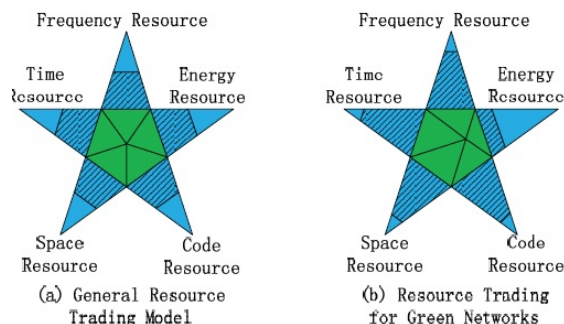 Frequency Resource
Time
Resource
Energy
Resource
Space
Resource
Code
Resource
(a) General Resource
Trading Model
Frequency Resource
Time
Resource
Energy
Resource
Space
Resource
Code
Resource
(b) Resource Trading
for Green Networks